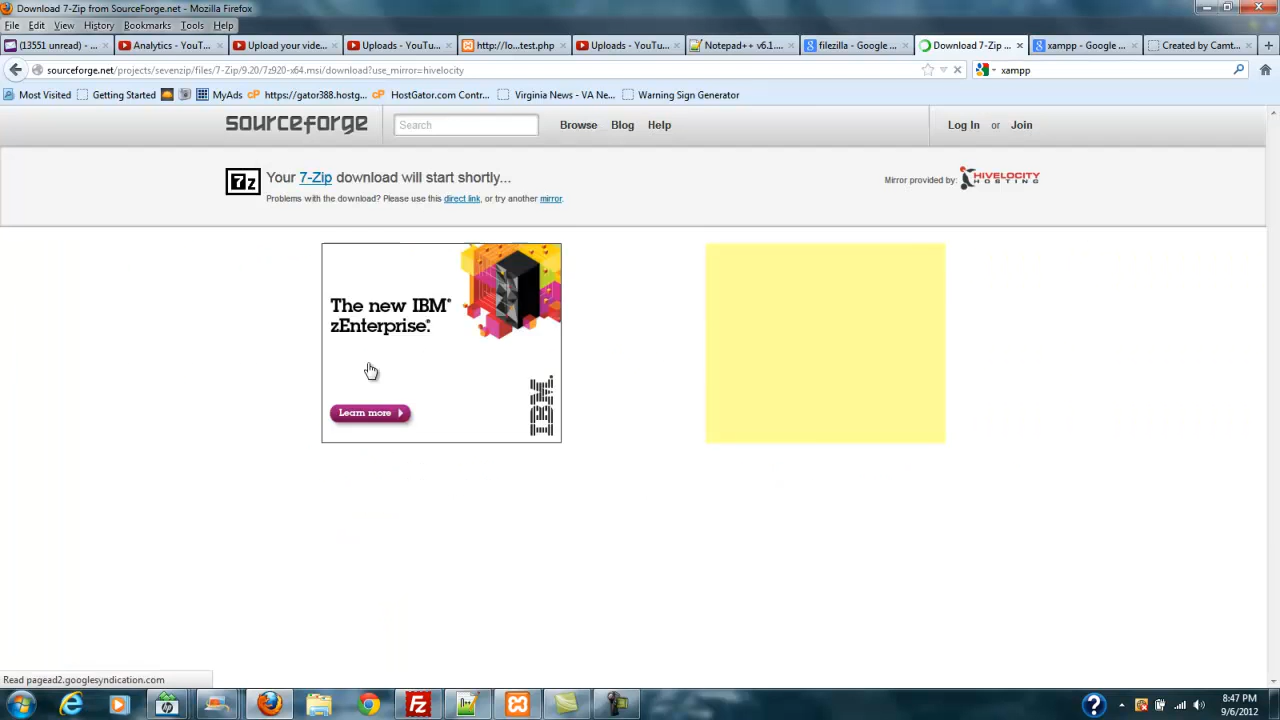 Download 7-Zip from SourceForge.net - Mozilla Firefox
File Edit View History Bookmarks Tools Help
(13551 unread) - ... × Analytics - YouT... × Upload your vide... × Uploads - YouTu... × http://lo...test.php × Uploads - YouTu... × Notepad++ v6.1.... × filezilla - Google ... × Download 7-Zip ... × xampp - Google ... × Created by Camt... × +
sourceforge.net/projects/sevenzip/files/7-Zip/9.20/7z920-x64.msi/download?use_mirror=hivelocity
xampp
Most Visited Getting Started MyAds cP https://gator388.hostg... cP HostGator.com Contr... Virginia News - VA Ne... Warning Sign Generator
sourceforge Search Browse Blog Help Log In or Join
7z Your 7-Zip download will start shortly...
Problems with the download? Please use this direct link, or try another mirror.
Mirror provided by: HIVELOCITY HOSTING
The new IBM®
zEnterprise®.
Learn more
IBM®
Read pagead2.googlesyndication.com
hp
Fz
?
8:47 PM
9/6/2012